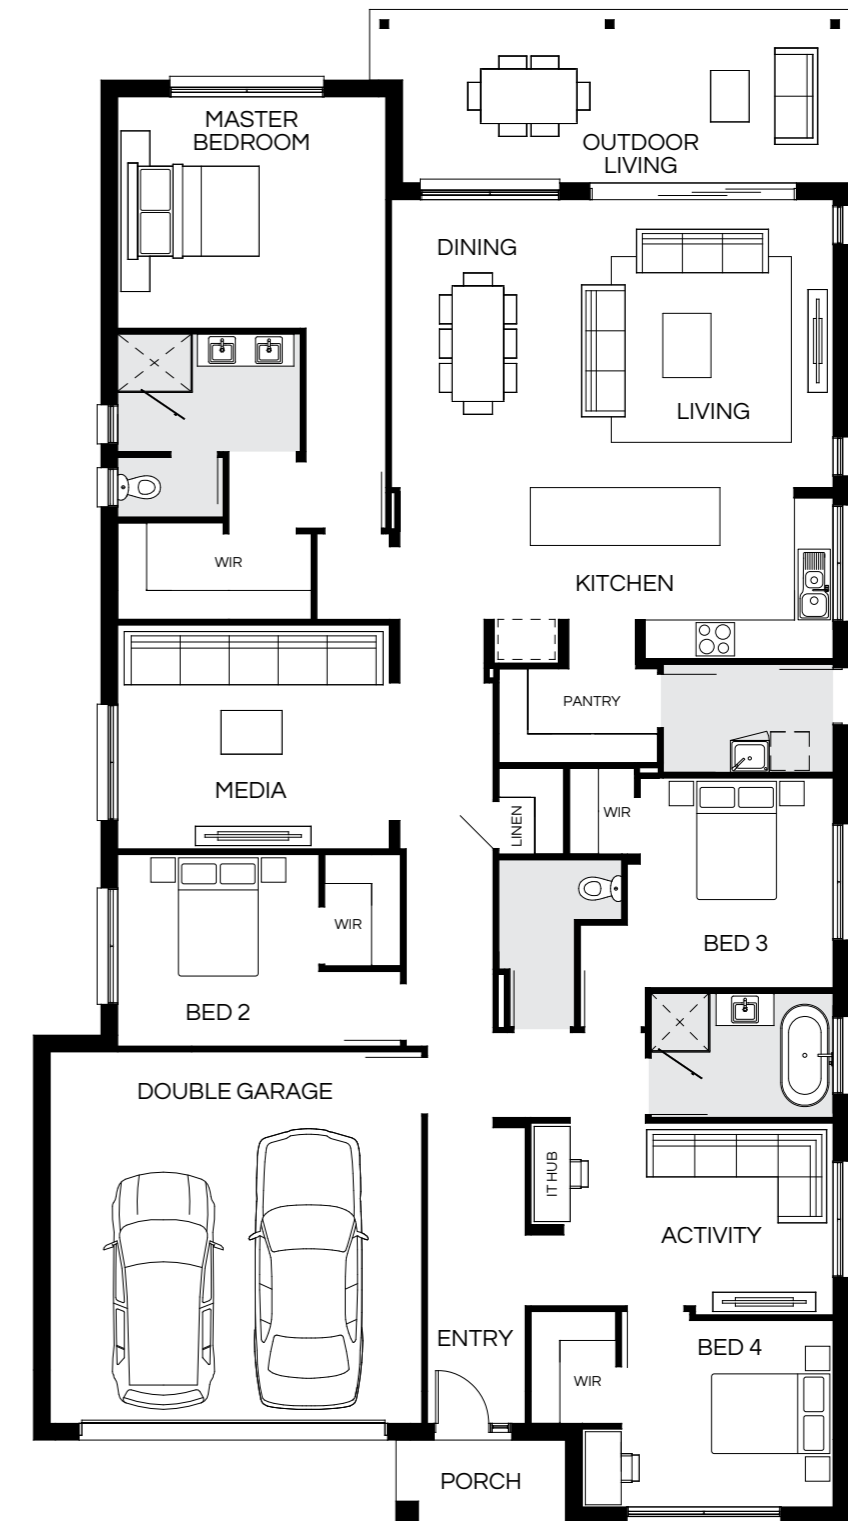 MASTER
BEDROOM
OUTDOOR
LIVING
DINING
LIVING
WIR
KITCHEN
PANTRY
MEDIA
LINEN
WIR
WIR
BED 3
BED 2
DOUBLE GARAGE
IT HUB
ACTIVITY
ENTRY
BED 4
WIR
PORCH